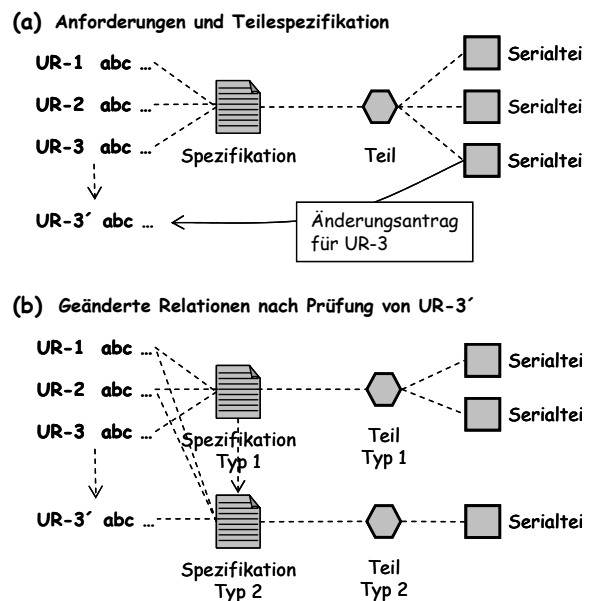 (a) Anforderungen und Teilespezifikation
UR-1 abc ...
UR-2 abc ...
UR-3 abc ...
UR-3´ abc ...
Spezifikation
Teil
Serialtei
Serialtei
Serialtei
Änderungsantrag
für UR-3
(b) Geänderte Relationen nach Prüfung von UR-3´
UR-1 abc ...
UR-2 abc ...
UR-3 abc ...
UR-3´ abc ...
Spezifikation
Typ 1
Teil
Typ 1
Serialtei
Serialtei
Spezifikation
Typ 2
Teil
Typ 2
Serialtei